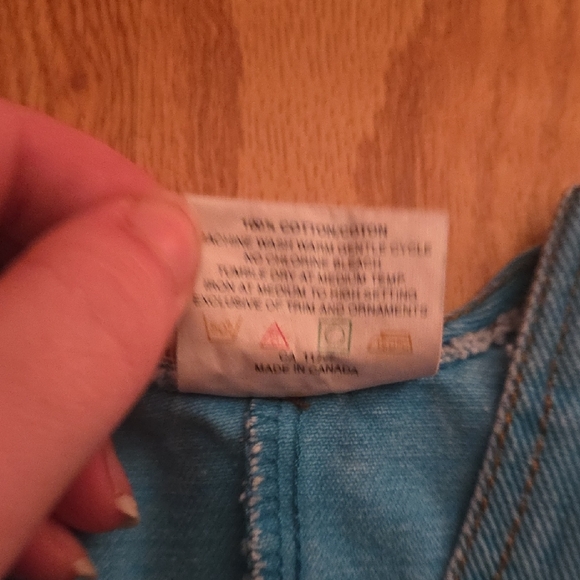 100% COTTON/COTON
MACHINE WASH WARM GENTLE CYCLE
NO CHLORINE BLEACH
TUMBLE DRY AT MEDIUM TEMP.
IRON AT MEDIUM TO HIGH SETTING
EXCLUSIVE OF TRIM AND ORNAMENTS
CA
MADE IN CANADA